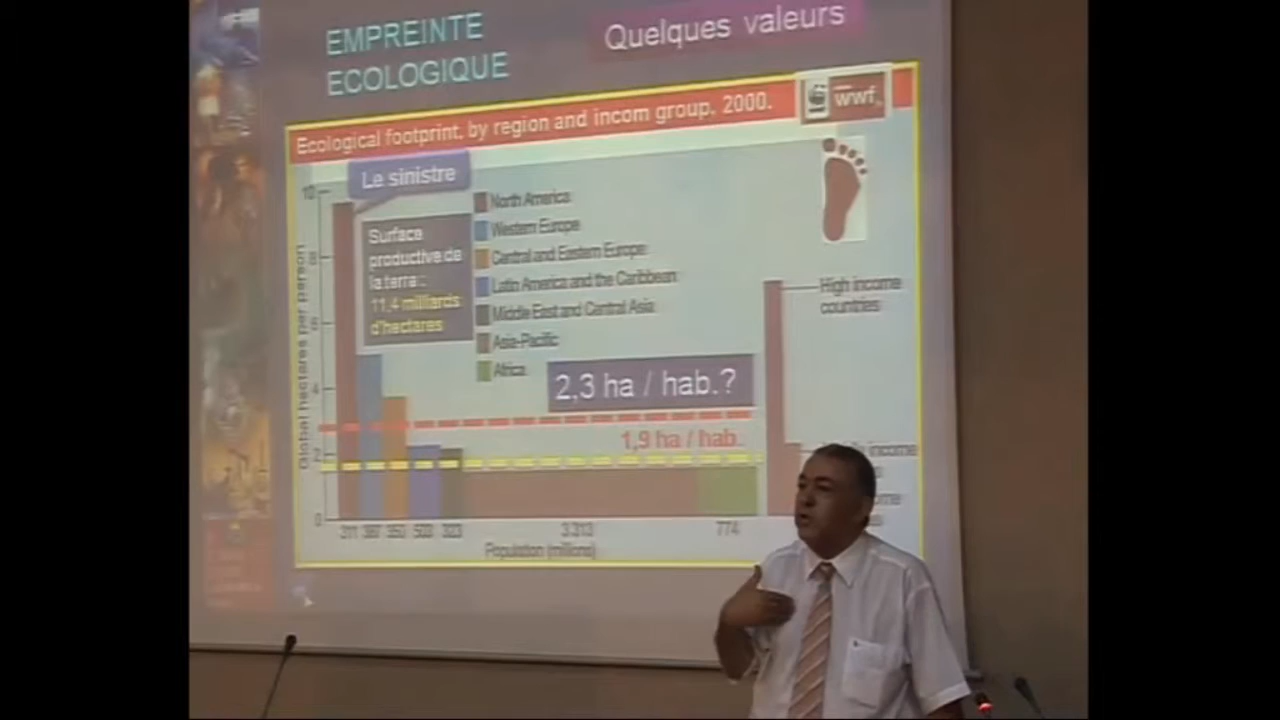 EMPREINTE
ECOLOGIQUE
Quelques valeurs
Ecological footprint, by region and incom group, 2000.
wwf
Le sinistre
Surface
productive de
la terra :
11,4 milliards
d'hectares
North America
Western Europe
Central and Eastern Europe
Latin America and the Caribbean
Middle East and Central Asia
Asia-Pacific
Africa
2,3 ha / hab.?
1,9 ha / hab.
High income
countries
income
Global hectares per person
10
8
6
4
2
0
323
3,313
774
Population (millions)